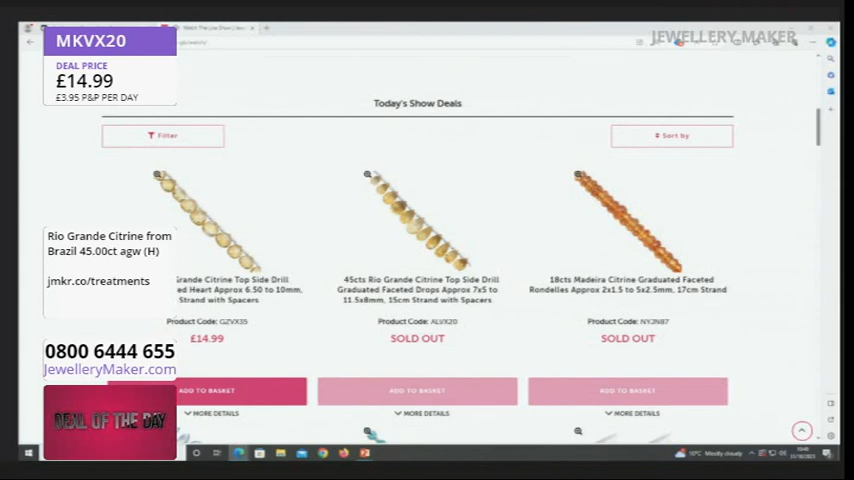 MKVX20
DEAL PRICE
£14.99
£3.95 P&P PER DAY
JEWELLERY MAKER
Today's Show Deals
Filter
Sort by
Rio Grande Citrine from
Brazil 45.00ct agw (H)
jmkr.co/treatments
Grande Citrine Top Side Drill
ed Heart Approx 6.50 to 10mm,
Strand with Spacers
Product Code: GZVX35
£14.99
ADD TO BASKET
MORE DETAILS
45cts Rio Grande Citrine Top Side Drill
Graduated Faceted Drops Approx 7x5 to
11.5x8mm, 15cm Strand with Spacers
Product Code: ALVX20
SOLD OUT
ADD TO BASKET
MORE DETAILS
18cts Madeira Citrine Graduated Faceted
Rondelles Approx 2x1.5 to 5x2.5mm, 17cm Strand
Product Code: NYJN87
SOLD OUT
ADD TO BASKET
MORE DETAILS
0800 6444 655
JewelleryMaker.com
DEAL OF THE DAY
Mostly cloudy